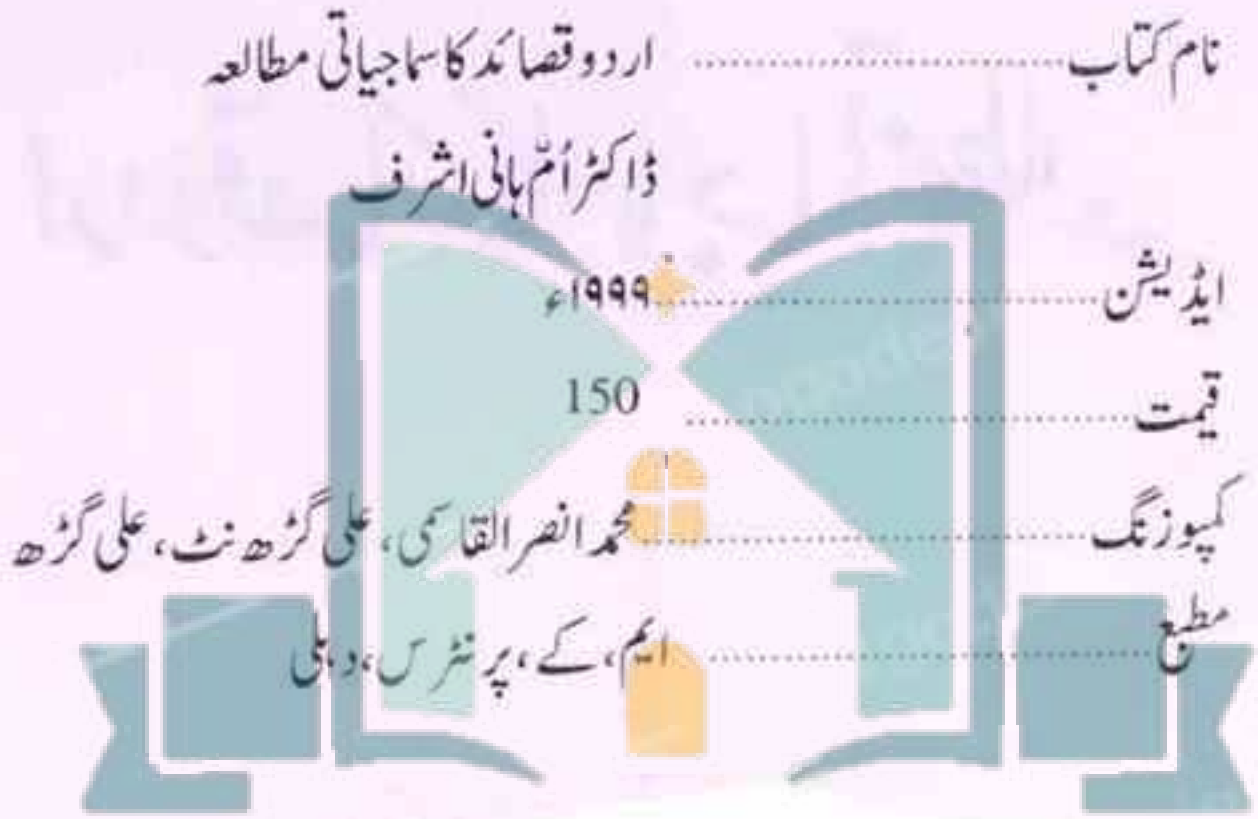 نام کتاب .................... اردو قصائد کا سماجیاتی مطالعہ
ڈاکٹر اُمِّ ہانی اشرف
ایڈیشن .................... ۱۹۹۹ء
قیمت .................... 150
کمپوزنگ .................... محمد انصر القاسمی، علی گڑھ نٹ، علی گڑھ
مطبع .................... ایم، کے، پرنٹرس، دہلی